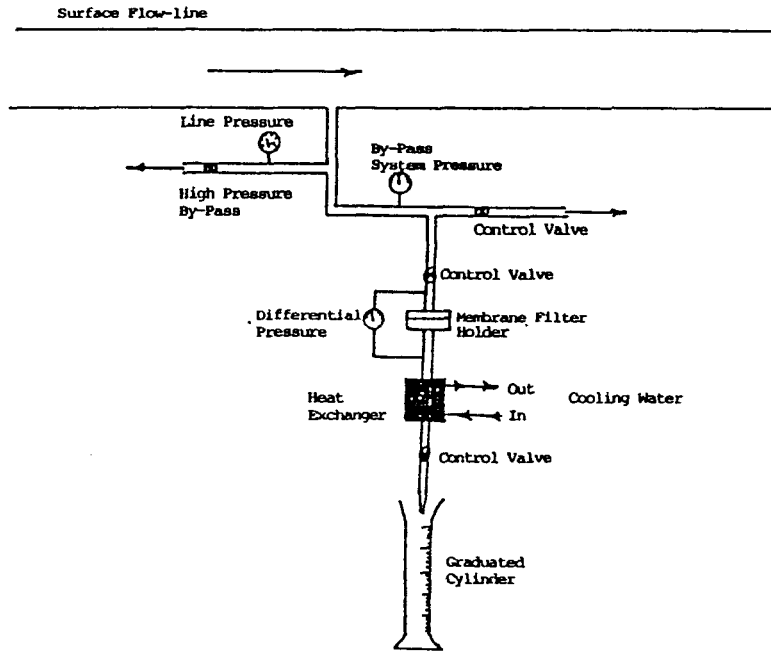 Surface Flow-line
Line Pressure
By-Pass
System Pressure
High Pressure
By-Pass
Control Valve
Control Valve
Differential
Pressure
Membrane Filter
Holder
Heat
Exchanger
Out
In
Cooling Water
Control Valve
Graduated
Cylinder